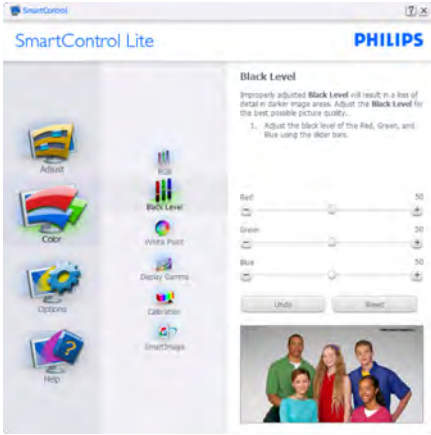 SmartControl
SmartControl Lite
PHILIPS
Adjust
Color
Options
Help
RGB
Black Level
White Point
Display Gamma
Calibration
SmartImage
Black Level
Improperly adjusted Black Level will result in a loss of
detail in darker image areas. Adjust the Black Level for
the best possible picture quality.
1. Adjust the black level of the Red, Green, and
Blue using the slider bars.
Red 50
Green 50
Blue 50
Undo Reset